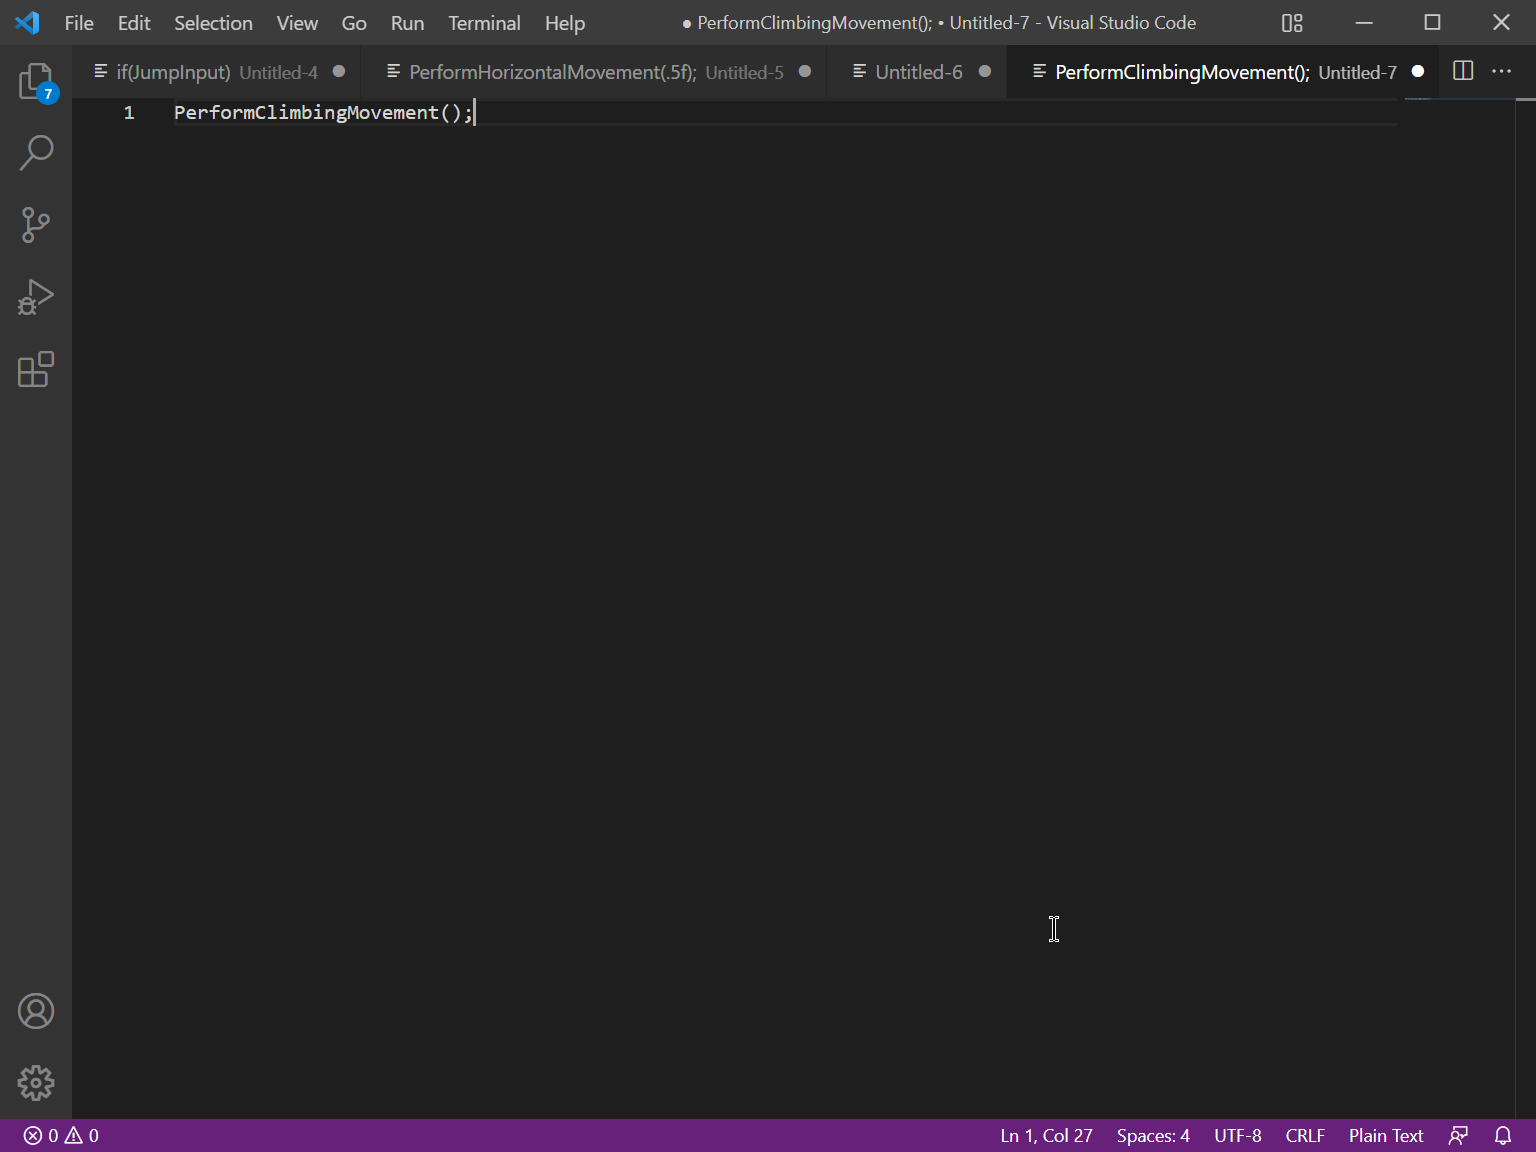 File Edit Selection View Go Run Terminal Help ● PerformClimbingMovement(); • Untitled-7 - Visual Studio Code
if(JumpInput) Untitled-4 PerformHorizontalMovement(.5f); Untitled-5 Untitled-6 PerformClimbingMovement(); Untitled-7
7
1 PerformClimbingMovement();
0 0 Ln 1, Col 27 Spaces: 4 UTF-8 CRLF Plain Text